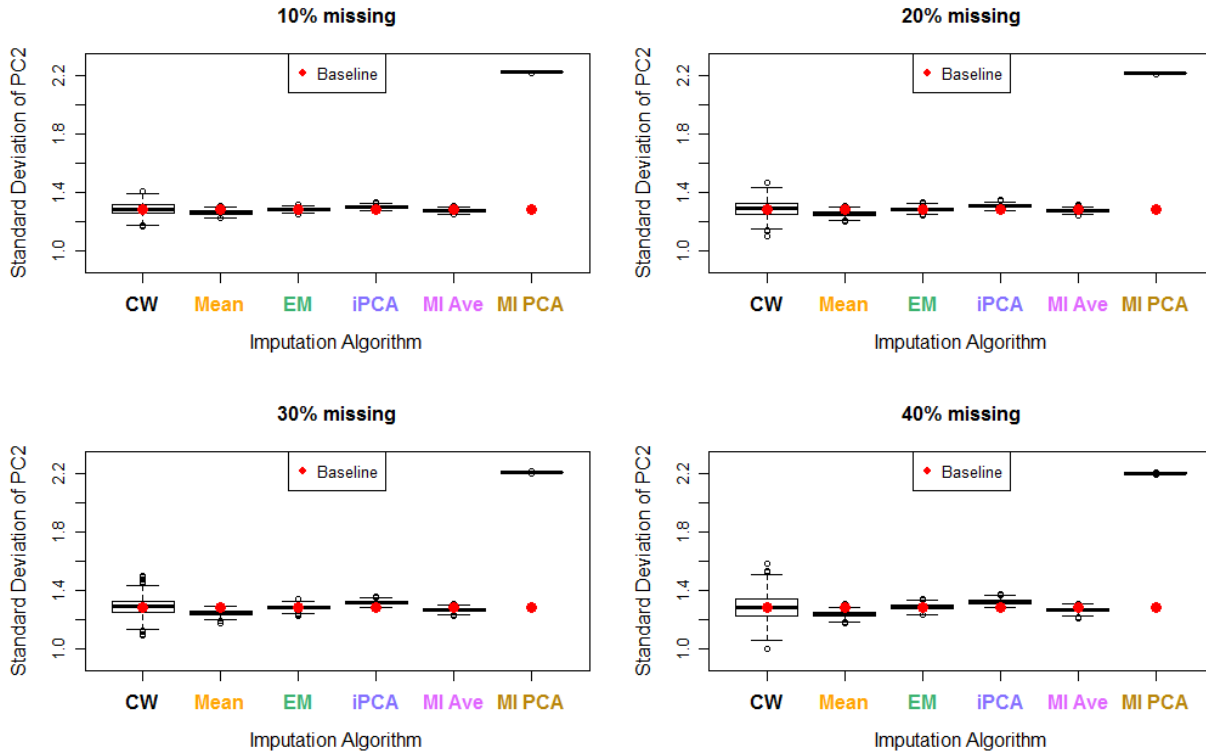 10% missing
Standard Deviation of PC2
2.2
1.8
1.4
1.0
Baseline
CW Mean EM iPCA MI Ave MI PCA
Imputation Algorithm
20% missing
Standard Deviation of PC2
2.2
1.8
1.4
1.0
Baseline
CW Mean EM iPCA MI Ave MI PCA
Imputation Algorithm
30% missing
Standard Deviation of PC2
2.2
1.8
1.4
1.0
Baseline
CW Mean EM iPCA MI Ave MI PCA
Imputation Algorithm
40% missing
Standard Deviation of PC2
2.2
1.8
1.4
1.0
Baseline
CW Mean EM iPCA MI Ave MI PCA
Imputation Algorithm